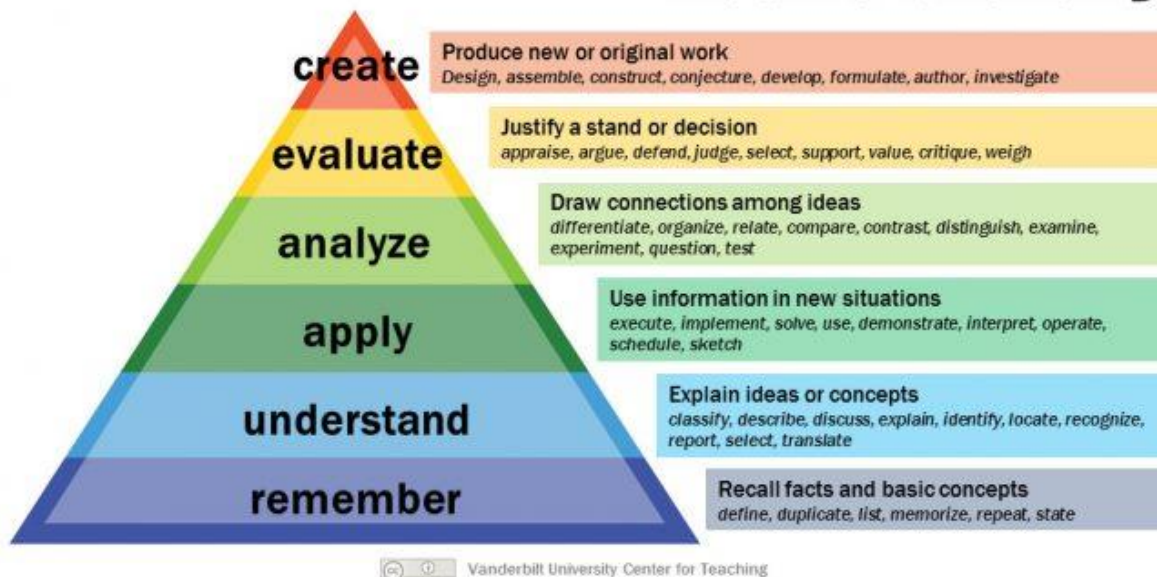 create
Produce new or original work
Design, assemble, construct, conjecture, develop, formulate, author, investigate
evaluate
Justify a stand or decision
appraise, argue, defend, judge, select, support, value, critique, weigh
analyze
Draw connections among ideas
differentiate, organize, relate, compare, contrast, distinguish, examine,
experiment, question, test
apply
Use information in new situations
execute, implement, solve, use, demonstrate, interpret, operate,
schedule, sketch
understand
Explain ideas or concepts
classify, describe, discuss, explain, identify, locate, recognize,
report, select, translate
remember
Recall facts and basic concepts
define, duplicate, list, memorize, repeat, state
cc
Vanderbilt University Center for Teaching